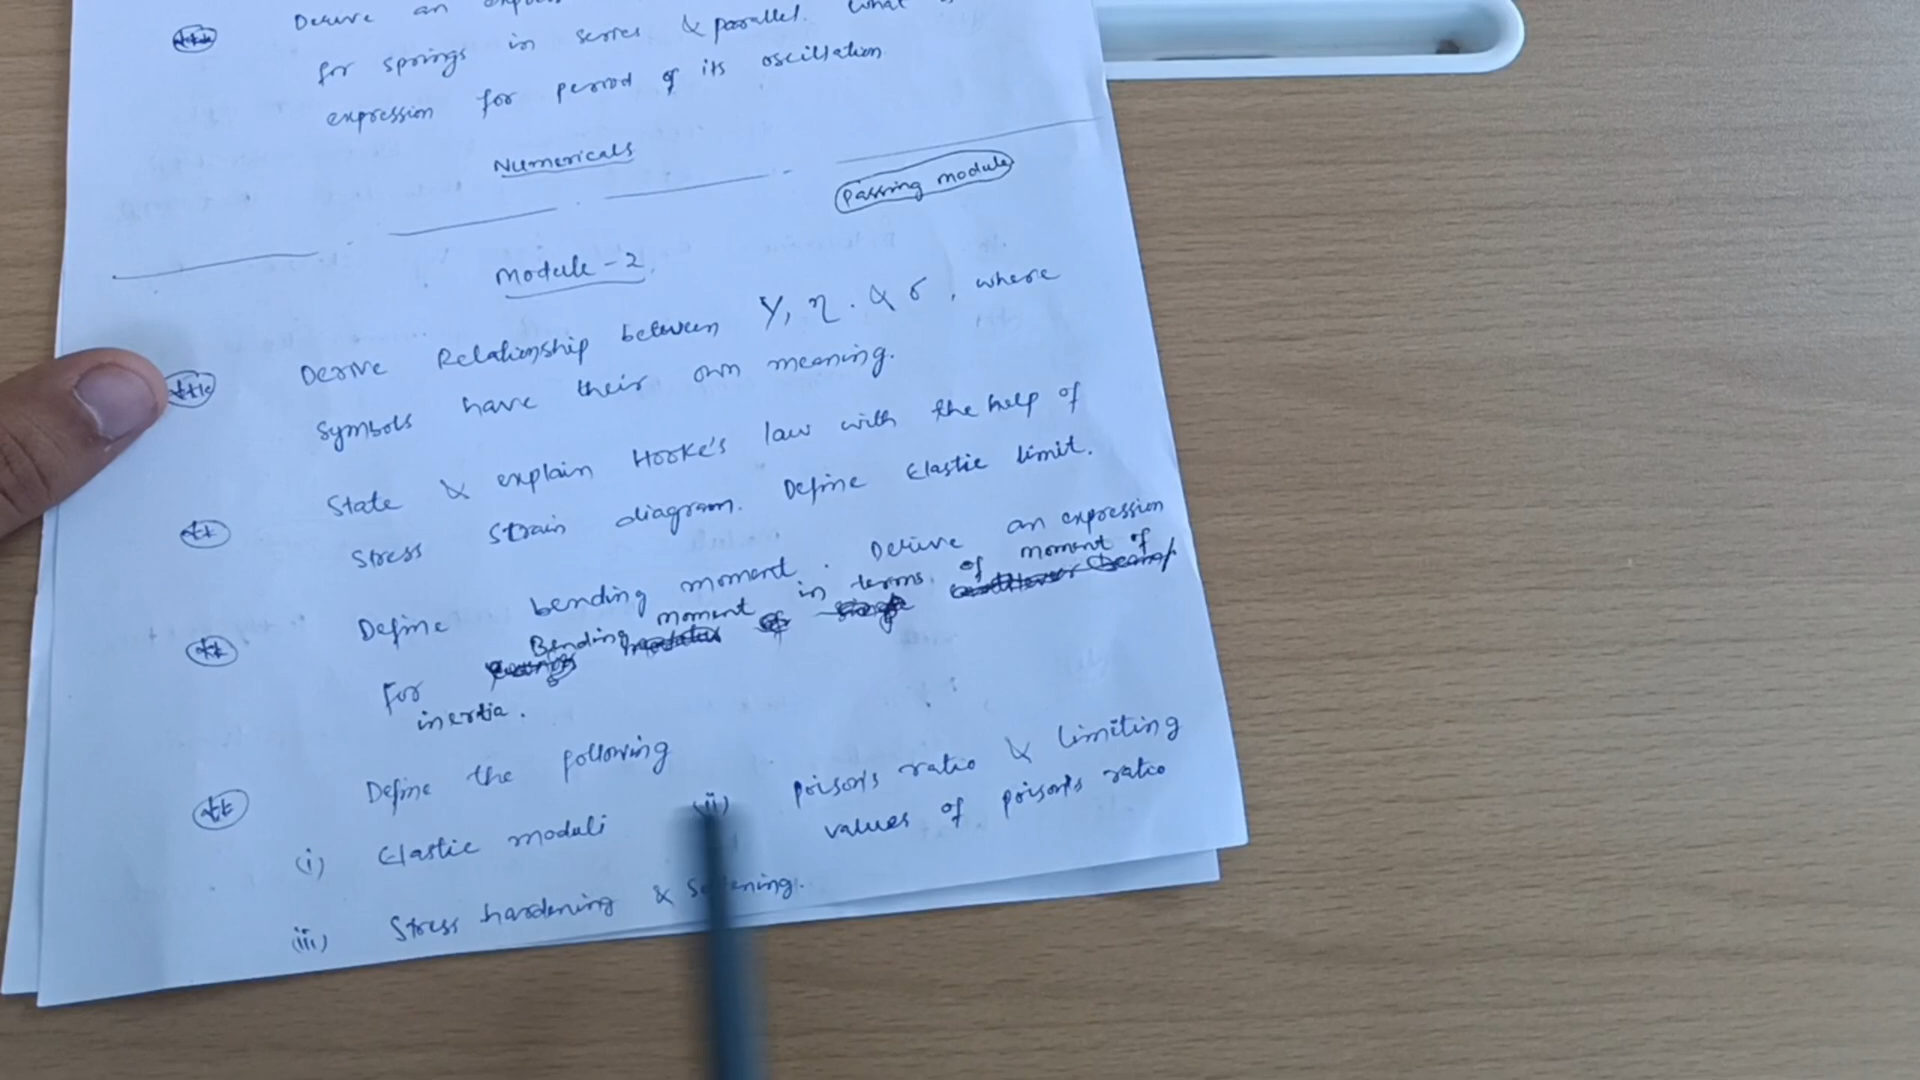 Derive an
for springs in series & parallel. What
expression for period of its oscillation
Numericals
Passing module
Module - 2
*** Derive Relationship between Y, η. & σ, where
symbols have their own meaning.
** State & explain Hooke's law with the help of
Stress Strain diagram. Define Elastic limit.
** Define bending moment. Derive an expression
For Bending moment in terms of moment of
inertia.
** Define the following
(i) Elastic moduli (ii) poison's ratio & limiting
values of poison's ratio
(iii) Stress hardening &